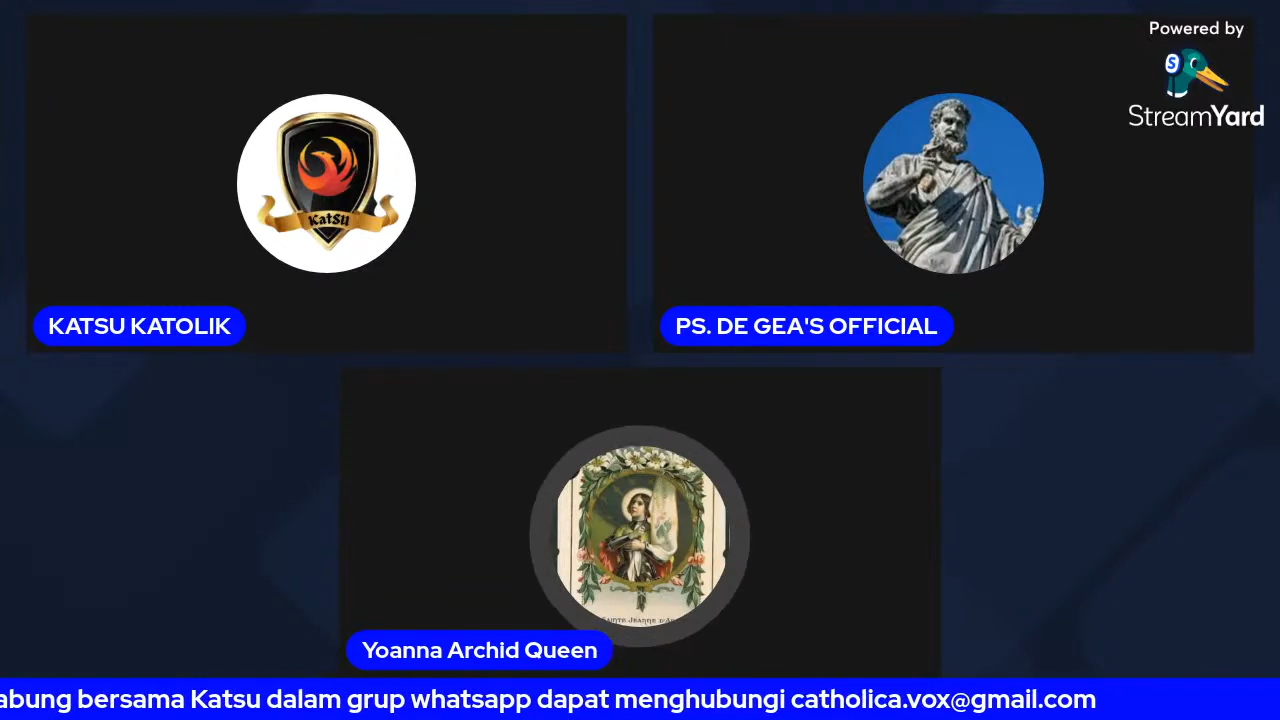 Powered by
StreamYard
KatSU
KATSU KATOLIK
PS. DE GEA'S OFFICIAL
Yoanna Archid Queen
abung bersama Katsu dalam grup whatsapp dapat menghubungi catholica.vox@gmail.com